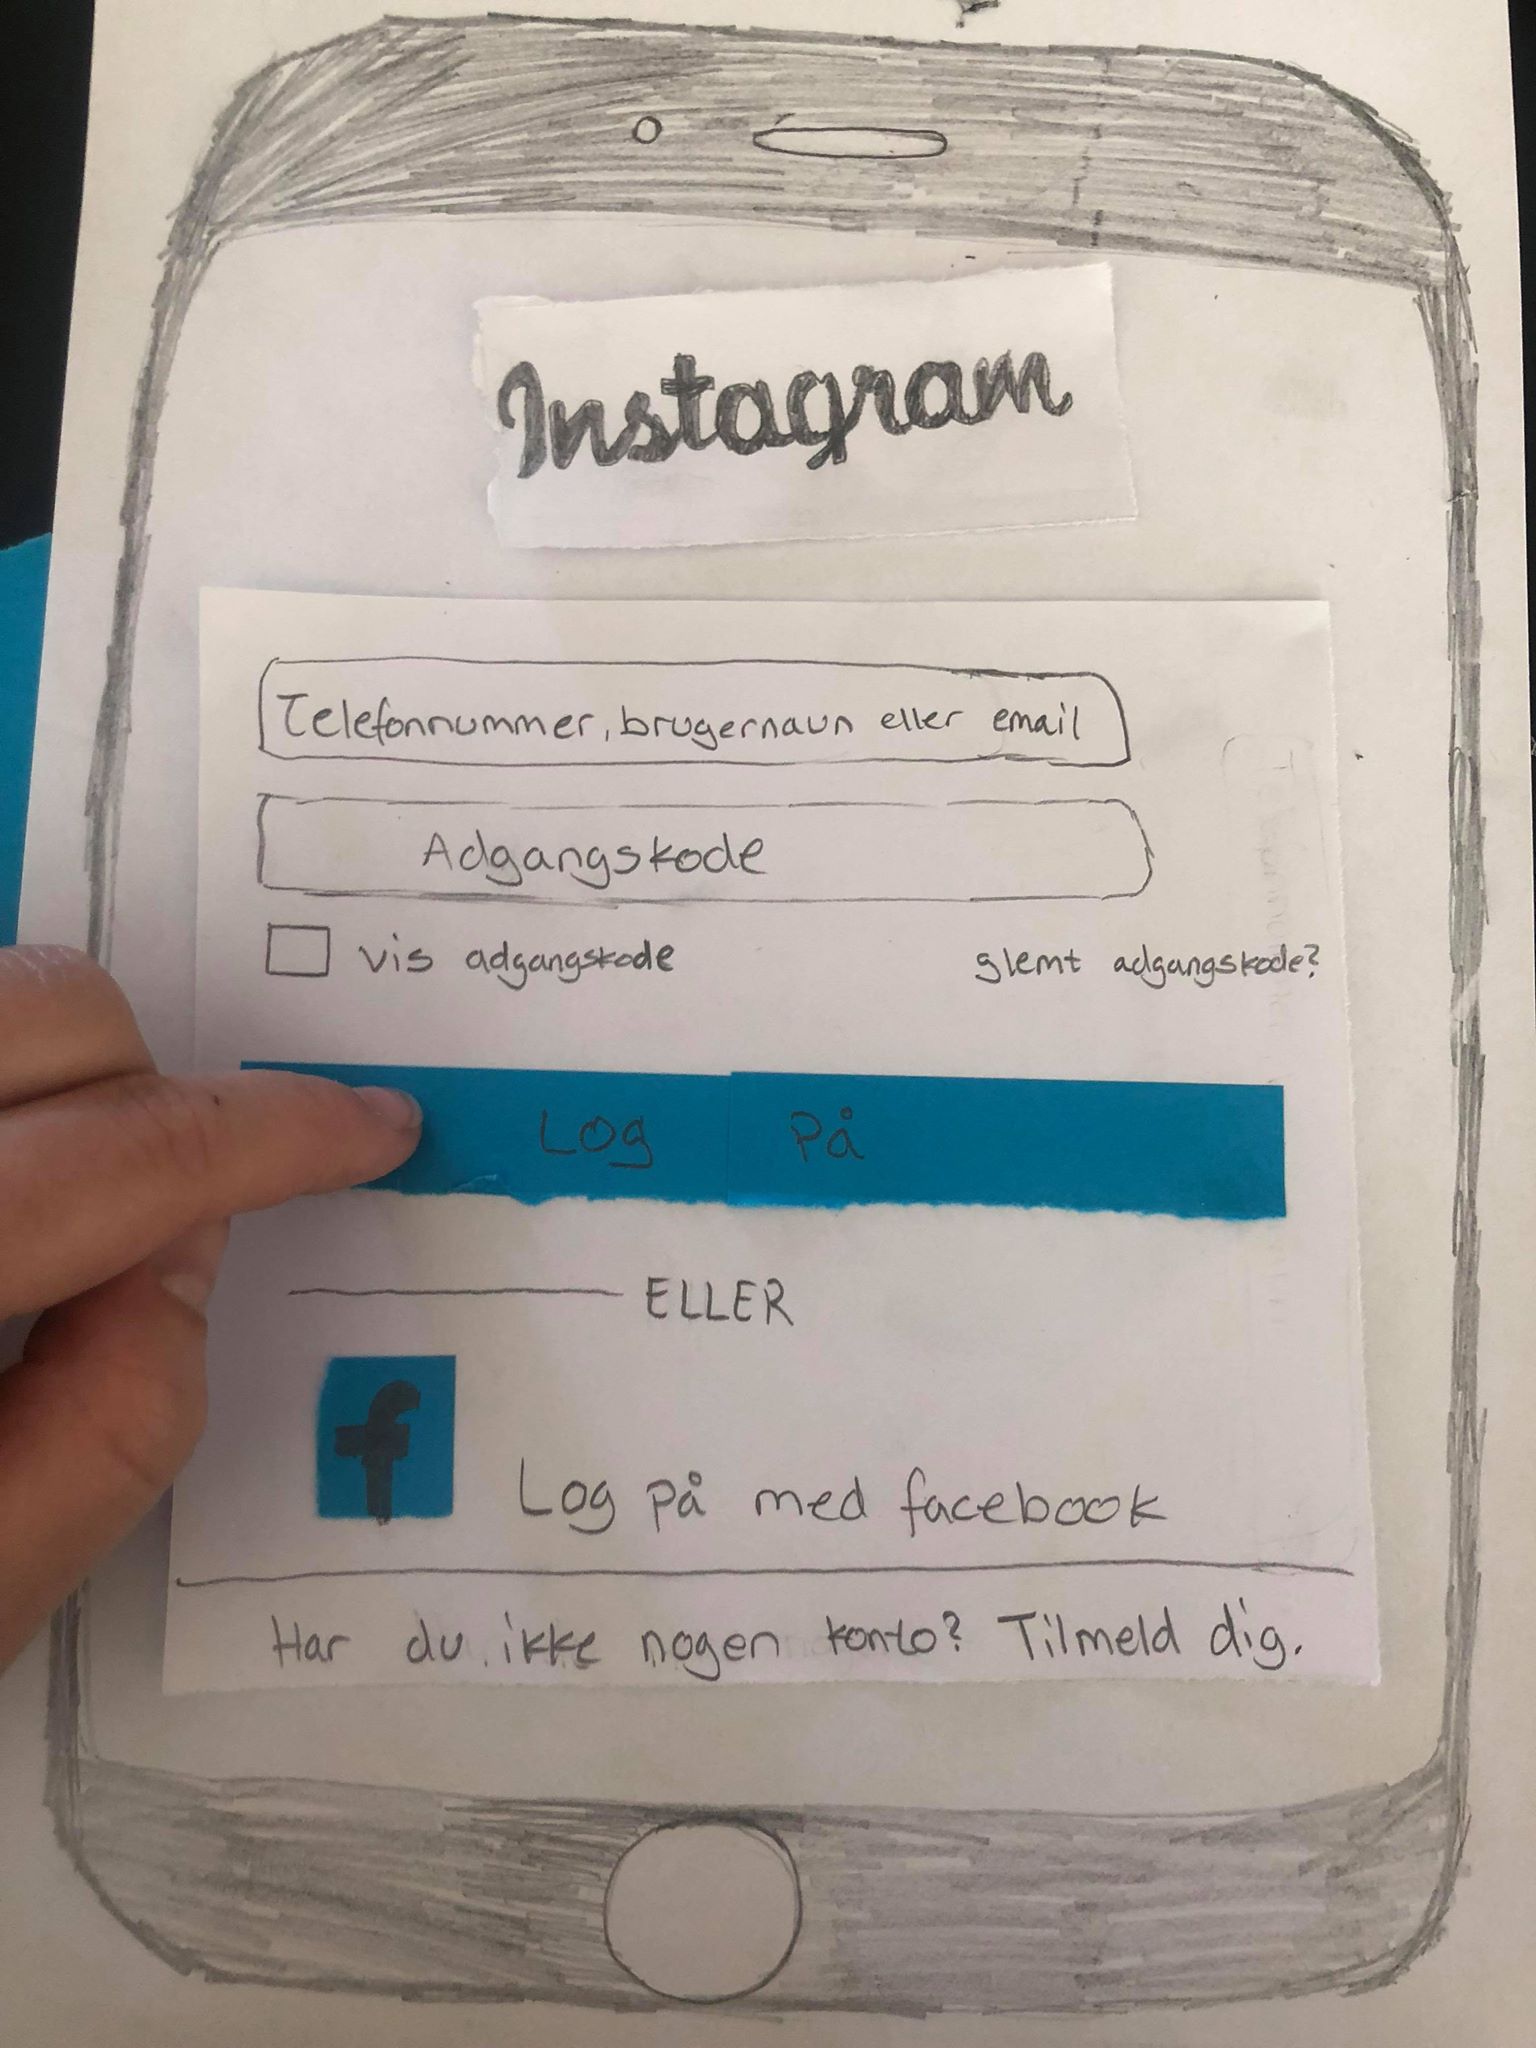 Instagram
Telefonnummer, brugernavn eller email
Adgangskode
vis adgangskode
glemt adgangskode?
Log På
ELLER
f
Log på med facebook
Har du ikke nogen konto? Tilmeld dig.